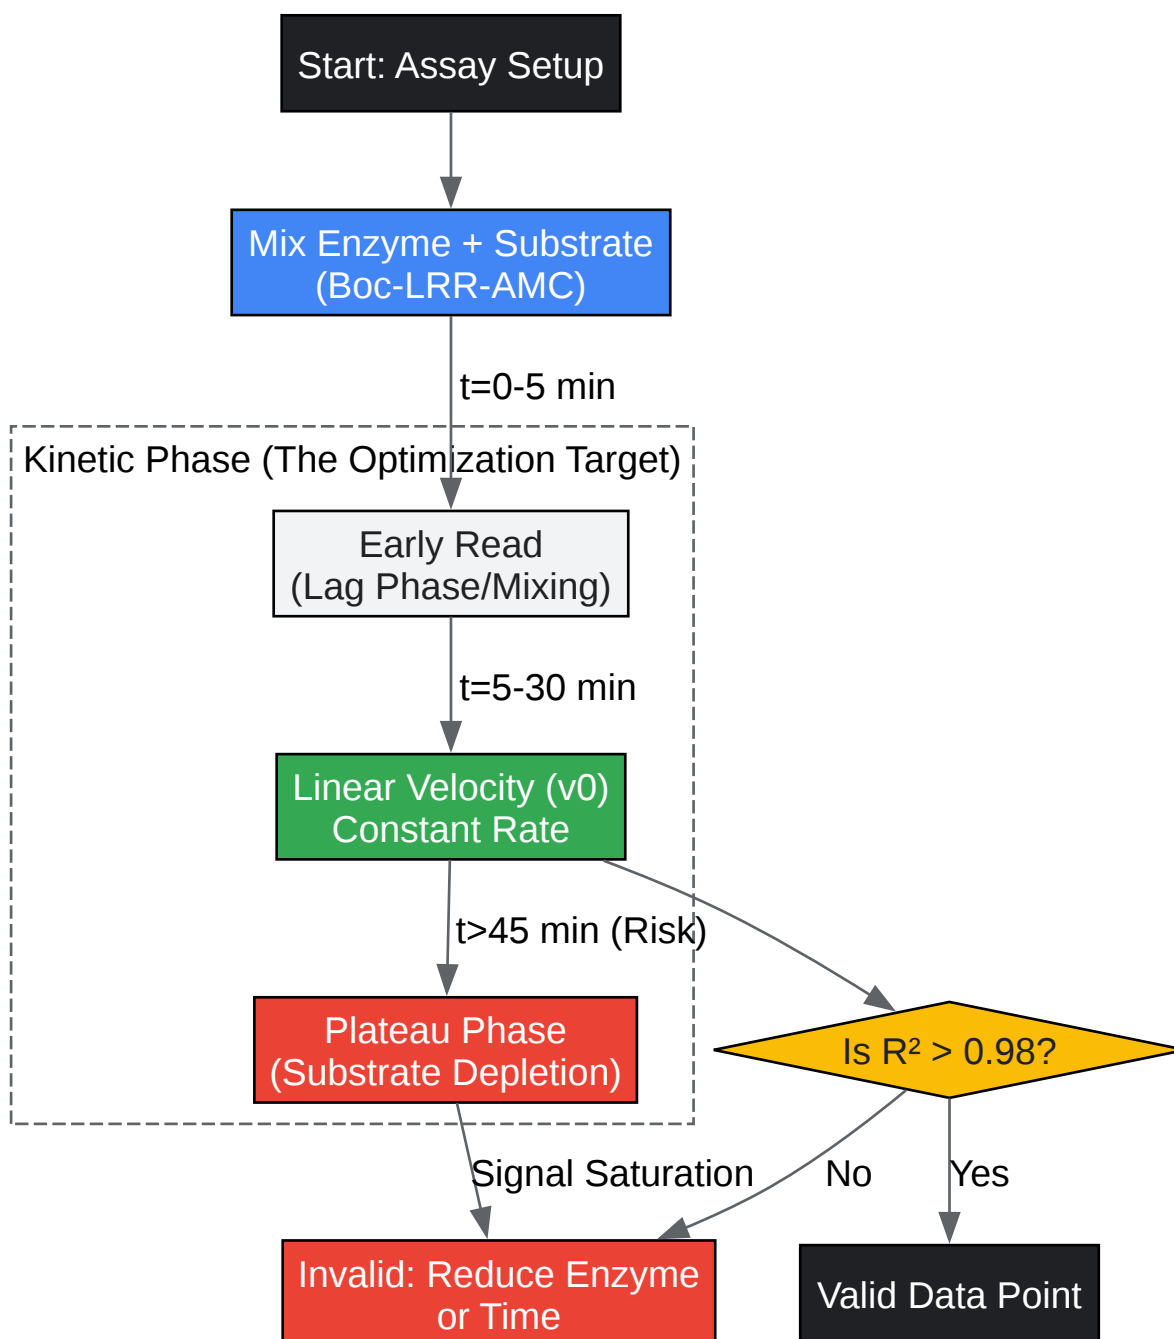 Start: Assay Setup
Mix Enzyme + Substrate
(Boc-LRR-AMC)
t=0-5 min
Kinetic Phase (The Optimization Target)
Early Read
(Lag Phase/Mixing)
t=5-30 min
Linear Velocity (v0)
Constant Rate
t>45 min (Risk)
Plateau Phase
(Substrate Depletion)
Is R² > 0.98?
Signal Saturation
No
Yes
Invalid: Reduce Enzyme
or Time
Valid Data Point